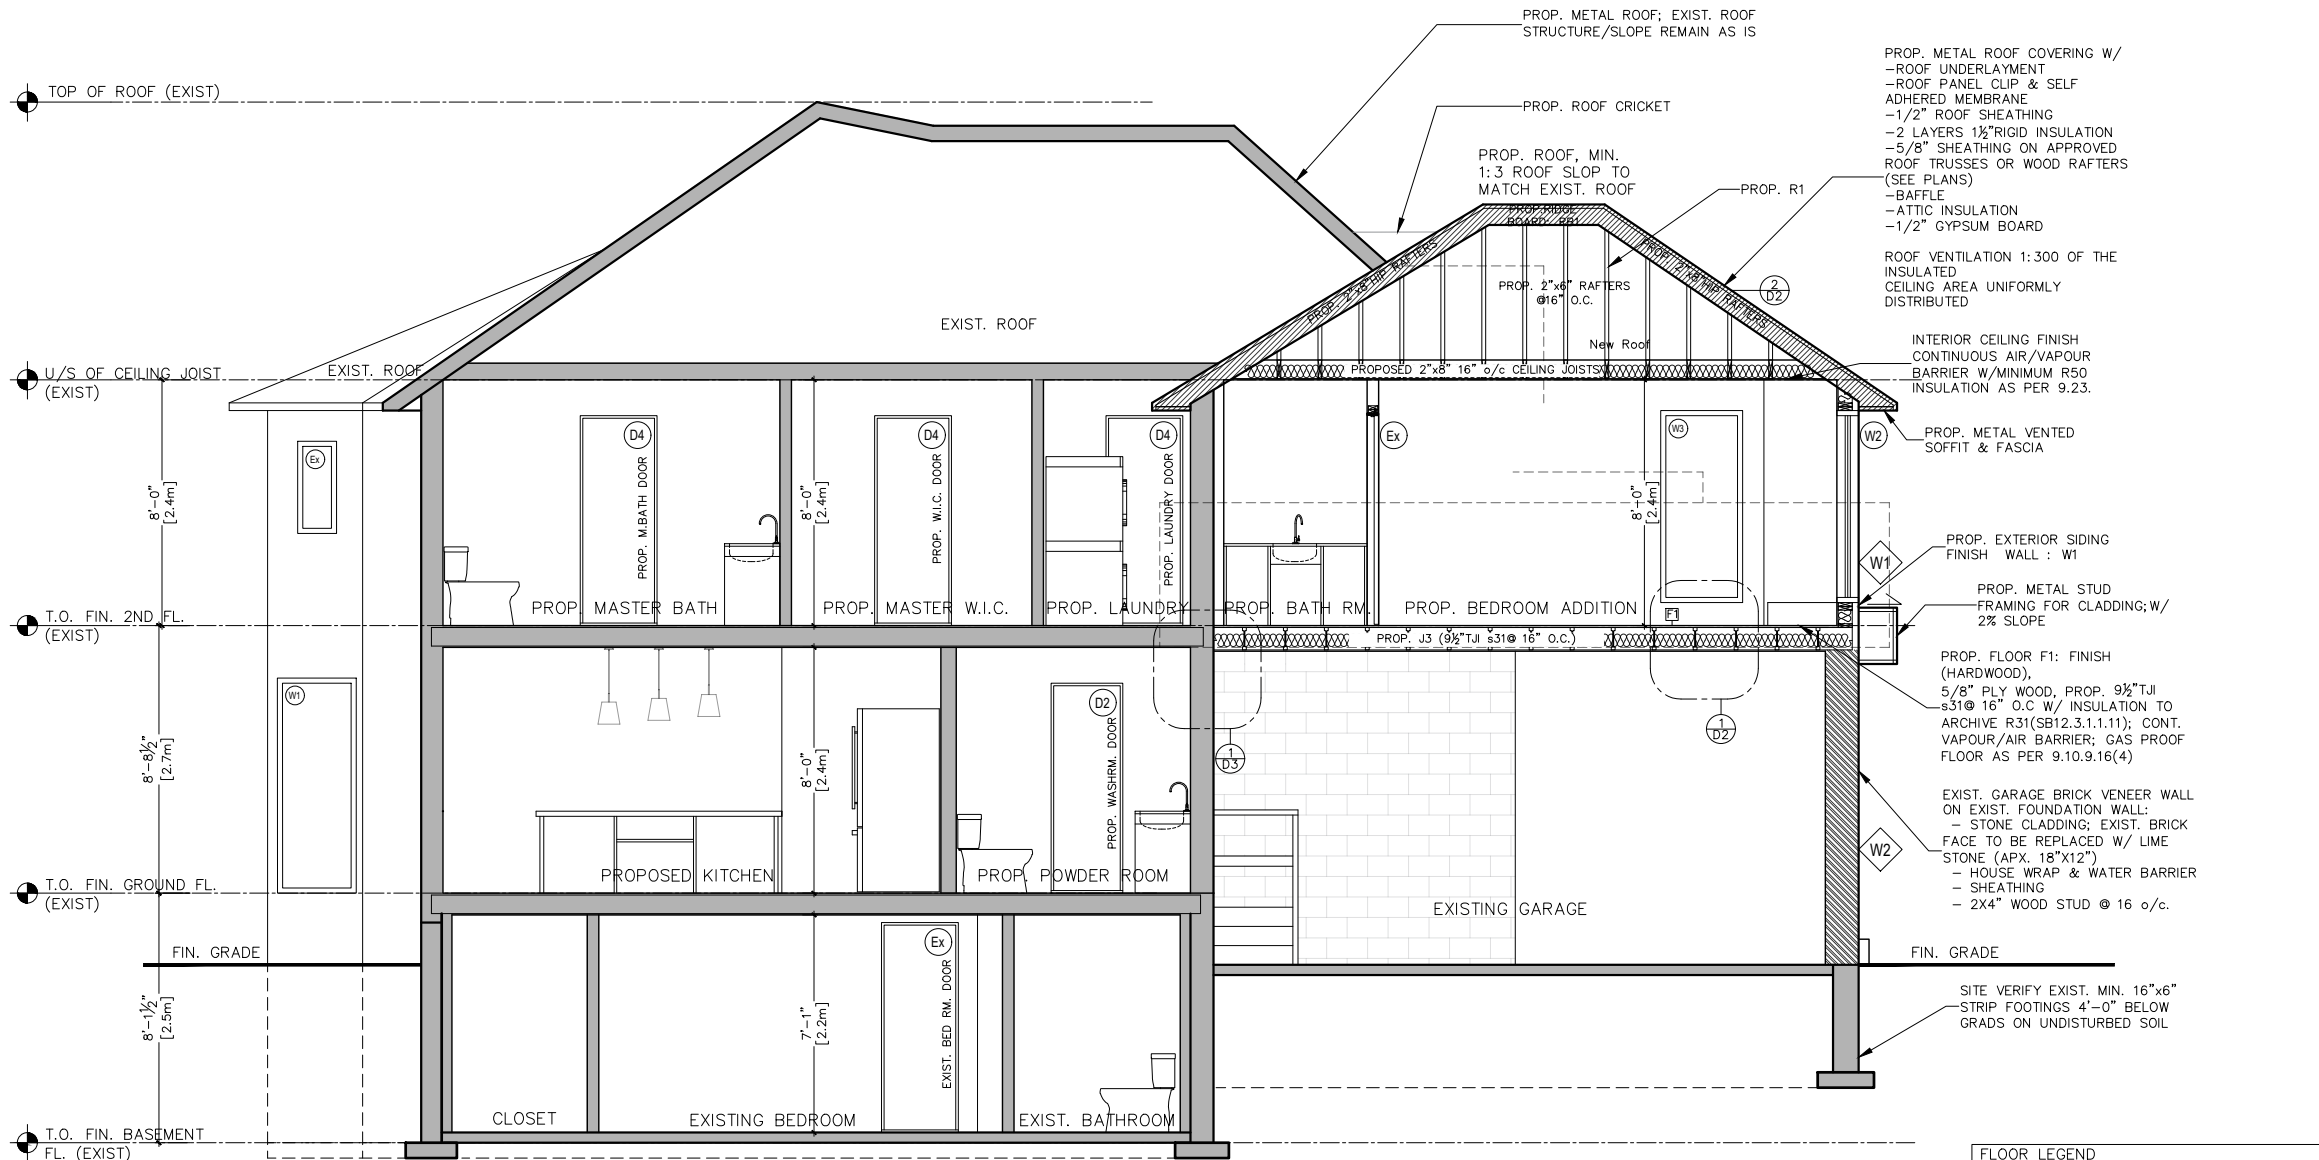 PROP. METAL ROOF; EXIST. ROOF
STRUCTURE/SLOPE REMAIN AS IS
PROP. METAL ROOF COVERING W/
-ROOF UNDERLAYMENT
-ROOF PANEL CLIP & SELF
ADHERED MEMBRANE
-1/2" ROOF SHEATHING
-2 LAYERS 1½"RIGID INSULATION
-5/8" SHEATHING ON APPROVED
ROOF TRUSSES OR WOOD RAFTERS
(SEE PLANS)
-BAFFLE
-ATTIC INSULATION
-1/2" GYPSUM BOARD
ROOF VENTILATION 1:300 OF THE
INSULATED
CEILING AREA UNIFORMLY
DISTRIBUTED
TOP OF ROOF (EXIST)
PROP. ROOF CRICKET
PROP. ROOF, MIN.
1:3 ROOF SLOP TO
MATCH EXIST. ROOF
PROP. R1
PROP.RIDGE
BOARD: RB1
PROP. 2"x8"HIP RAFTERS
PROP. 2"x8"HIP RAFTERS
PROP. 2"x6" RAFTERS
@16" O.C.
2
D2
EXIST. ROOF
New Roof
INTERIOR CEILING FINISH
CONTINUOUS AIR/VAPOUR
BARRIER W/MINIMUM R50
INSULATION AS PER 9.23.
U/S OF CEILING JOIST
(EXIST)
EXIST. ROOF
PROPOSED 2"x8" 16" o/c CEILING JOISTS
PROP. METAL VENTED
SOFFIT & FASCIA
Ex
D4
D4
D4
Ex
W3
W2
8'-0"
[2.4m]
PROP. M.BATH DOOR
8'-0"
[2.4m]
PROP. W.I.C. DOOR
PROP. LAUNDRY DOOR
8'-0"
[2.4m]
PROP. EXTERIOR SIDING
FINISH WALL : W1
W1
PROP. METAL STUD
FRAMING FOR CLADDING; W/
2% SLOPE
PROP. MASTER BATH
PROP. MASTER W.I.C.
PROP. LAUNDRY
PROP. BATH RM.
PROP. BEDROOM ADDITION
F1
T.O. FIN. 2ND FL.
(EXIST)
PROP. J3 (9½"TJI s31@ 16" O.C.)
PROP. FLOOR F1: FINISH
(HARDWOOD),
5/8" PLY WOOD, PROP. 9½"TJI
s31@ 16" O.C W/ INSULATION TO
ARCHIVE R31(SB12.3.1.1.11); CONT.
VAPOUR/AIR BARRIER; GAS PROOF
FLOOR AS PER 9.10.9.16(4)
W1
D2
1
D2
1
D3
8'-8½"
[2.7m]
8'-0"
[2.4m]
PROP. WASHRM. DOOR
EXIST. GARAGE BRICK VENEER WALL
ON EXIST. FOUNDATION WALL:
- STONE CLADDING; EXIST. BRICK
FACE TO BE REPLACED W/ LIME
STONE (APX. 18"X12")
- HOUSE WRAP & WATER BARRIER
- SHEATHING
- 2X4" WOOD STUD @ 16 o/c.
W2
PROPOSED KITCHEN
PROP. POWDER ROOM
T.O. FIN. GROUND FL.
(EXIST)
EXISTING GARAGE
FIN. GRADE
Ex
FIN. GRADE
8'-1½"
[2.5m]
7'-1"
[2.2m]
EXIST. BED RM. DOOR
SITE VERIFY EXIST. MIN. 16"x6"
STRIP FOOTINGS 4'-0" BELOW
GRADS ON UNDISTURBED SOIL
CLOSET
EXISTING BEDROOM
EXIST. BATHROOM
T.O. FIN. BASEMENT
FL. (EXIST)
FLOOR LEGEND